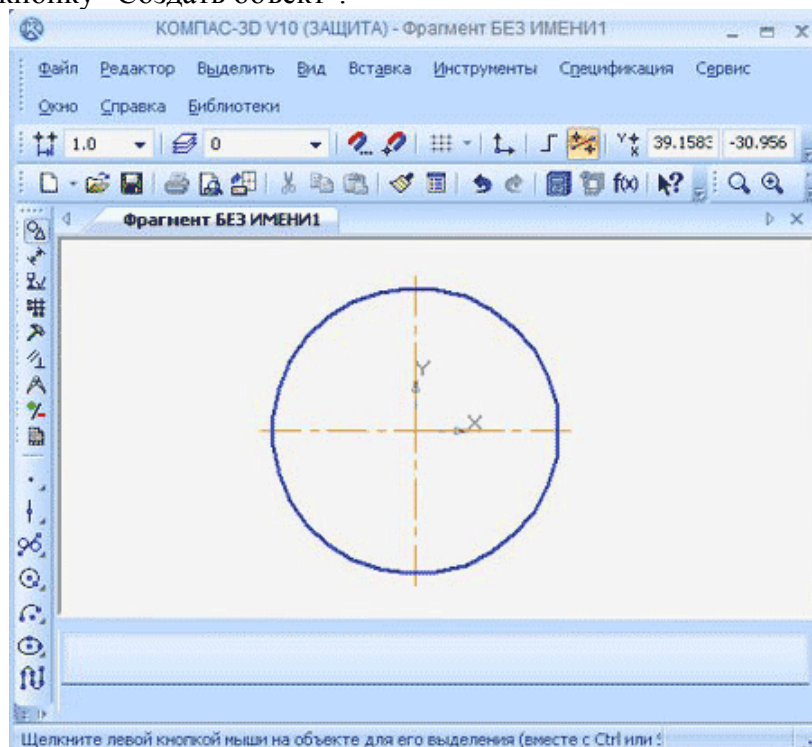 кнопку "Создать объект".
КОМПАС-3D V10 (ЗАЩИТА) - Фрагмент БЕЗ ИМЕНИ1
Файл Редактор Выделить Вид Вставка Инструменты Спецификация Сервис
Окно Справка Библиотеки
1.0 0 Y X 39.1583 -30.956
f(x)
Фрагмент БЕЗ ИМЕНИ1
Y
X
Щелкните левой кнопкой мыши на объекте для его выделения (вместе с Ctrl или